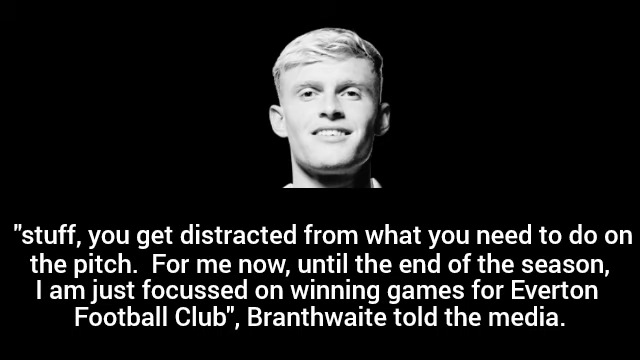 "stuff, you get distracted from what you need to do on
the pitch.  For me now, until the end of the season,
I am just focussed on winning games for Everton
Football Club", Branthwaite told the media.